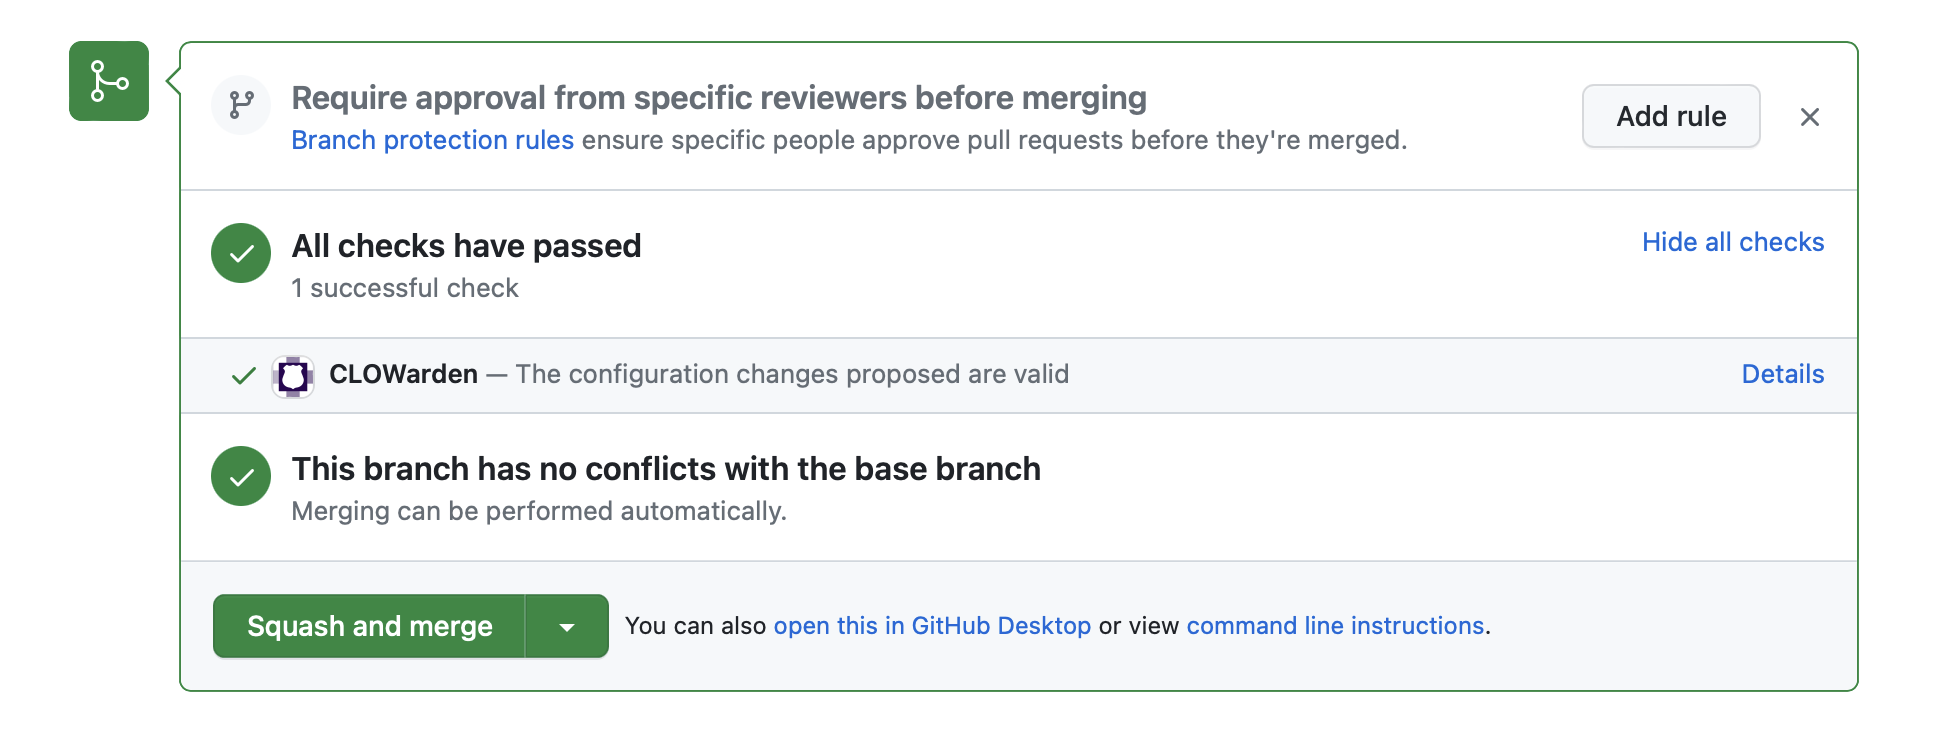 Require approval from specific reviewers before merging
Add rule
Branch protection rules ensure specific people approve pull requests before they're merged.
All checks have passed
Hide all checks
1 successful check
CLOWarden — The configuration changes proposed are valid
Details
This branch has no conflicts with the base branch
Merging can be performed automatically.
Squash and merge
You can also open this in GitHub Desktop or view command line instructions.